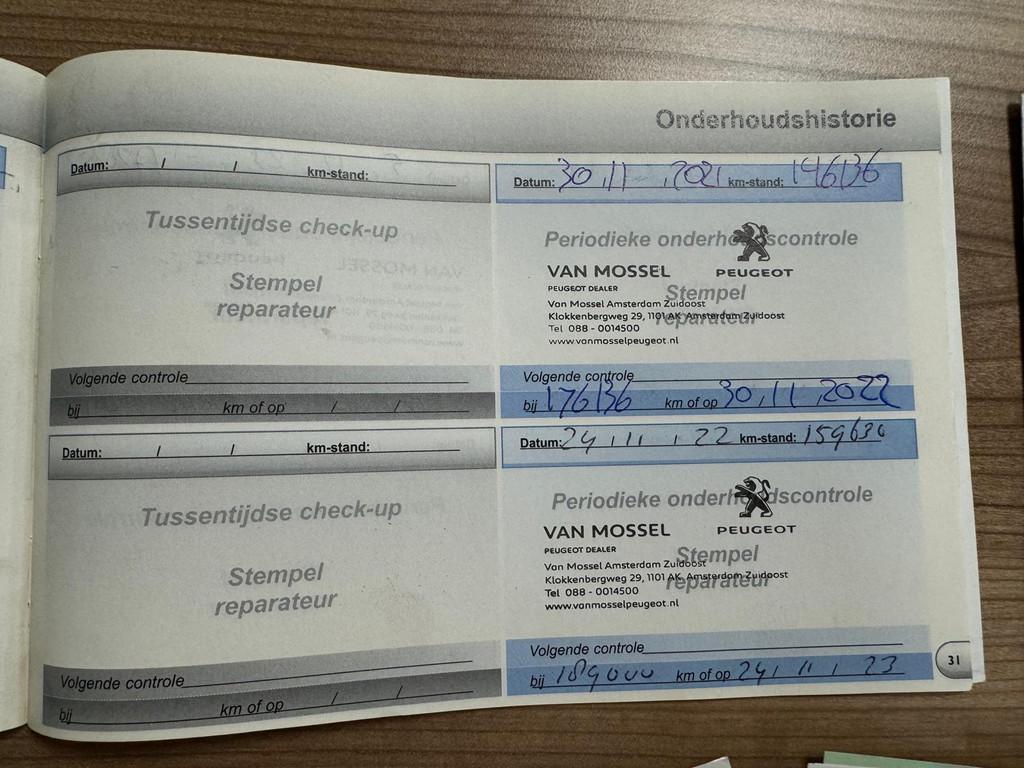 Onderhoudshistorie
Datum: / / km-stand:
Tussentijdse check-up
Stempel
reparateur
Volgende controle
bij km of op / /
Datum: 30/11/2021 km-stand: 146136
Periodieke onderhoudscontrole
VAN MOSSEL PEUGEOT
PEUGEOT DEALER
Stempel
Van Mossel Amsterdam Zuidoost
Klokkenbergweg 29, 1101 AK Amsterdam Zuidoost
reparateur
Tel 088 - 0014500
www.vanmosselpeugeot.nl
Volgende controle
bij 176136 km of op 30/11/2022
Datum: / / km-stand:
Tussentijdse check-up
Stempel
reparateur
Volgende controle
bij km of op / /
Datum: 24/11/22 km-stand: 159630
Periodieke onderhoudscontrole
VAN MOSSEL PEUGEOT
PEUGEOT DEALER
Stempel
Van Mossel Amsterdam Zuidoost
Klokkenbergweg 29, 1101 AK Amsterdam Zuidoost
reparateur
Tel 088 - 0014500
www.vanmosselpeugeot.nl
Volgende controle
bij 189000 km of op 24/11/23
31